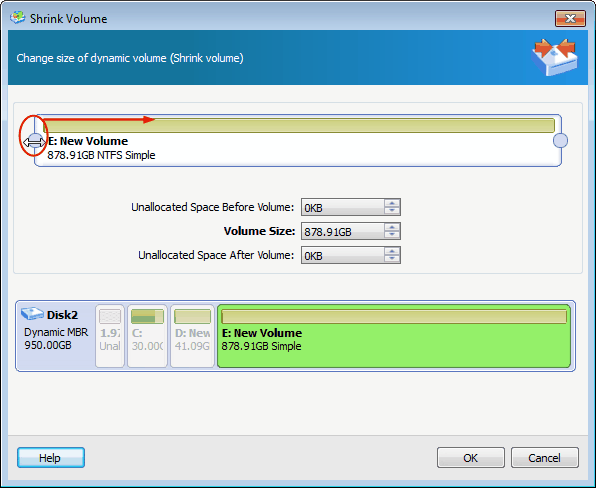 Shrink Volume
Change size of dynamic volume (Shrink volume)
E: New Volume
878.91GB NTFS Simple
Unallocated Space Before Volume: 0KB
Volume Size: 878.91GB
Unallocated Space After Volume: 0KB
Disk2
Dynamic MBR
950.00GB
1.97
Unal
C:
30.00G
D: New
41.09G
E: New Volume
878.91GB Simple
Help
OK
Cancel